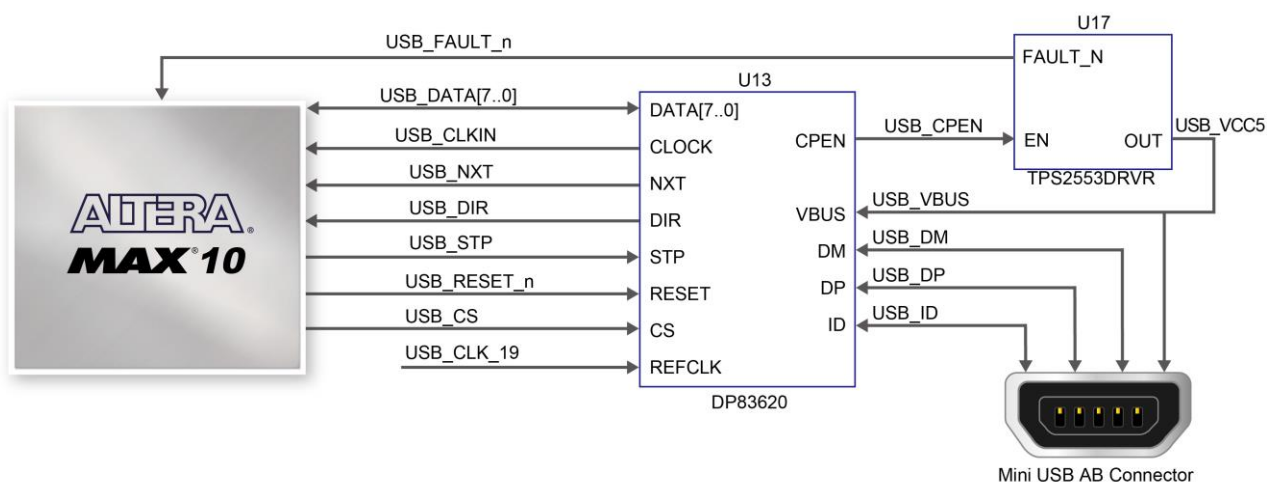 U17
USB_FAULT_n
FAULT_N
U13
USB_DATA[7..0]
DATA[7..0]
USB_CPEN
USB_VCC5
USB_CLKIN
CPEN
EN
OUT
CLOCK
USB_NXT
NXT
TPS2553DRVR
USB_DIR
DIR
VBUS
USB_VBUS
ALTERA®
MAX®10
USB_STP
STP
DM
USB_DM
USB_RESET_n
RESET
DP
USB_DP
USB_CS
CS
ID
USB_ID
USB_CLK_19
REFCLK
DP83620
Mini USB AB Connector